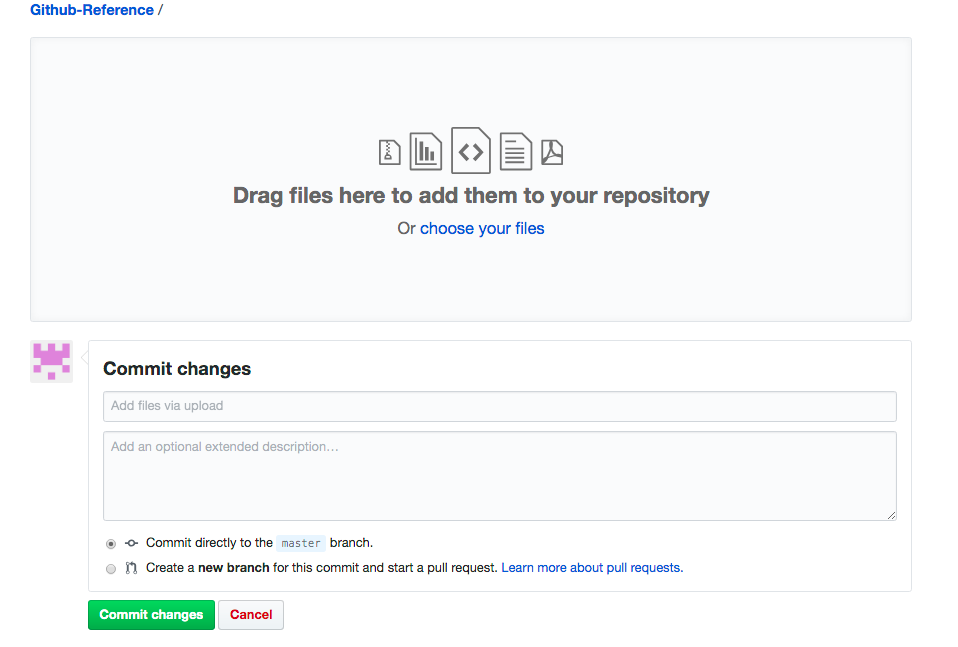 Github-Reference /
Drag files here to add them to your repository
Or choose your files
Commit changes
Add files via upload
Add an optional extended description…
Commit directly to the master branch.
Create a new branch for this commit and start a pull request. Learn more about pull requests.
Commit changes Cancel